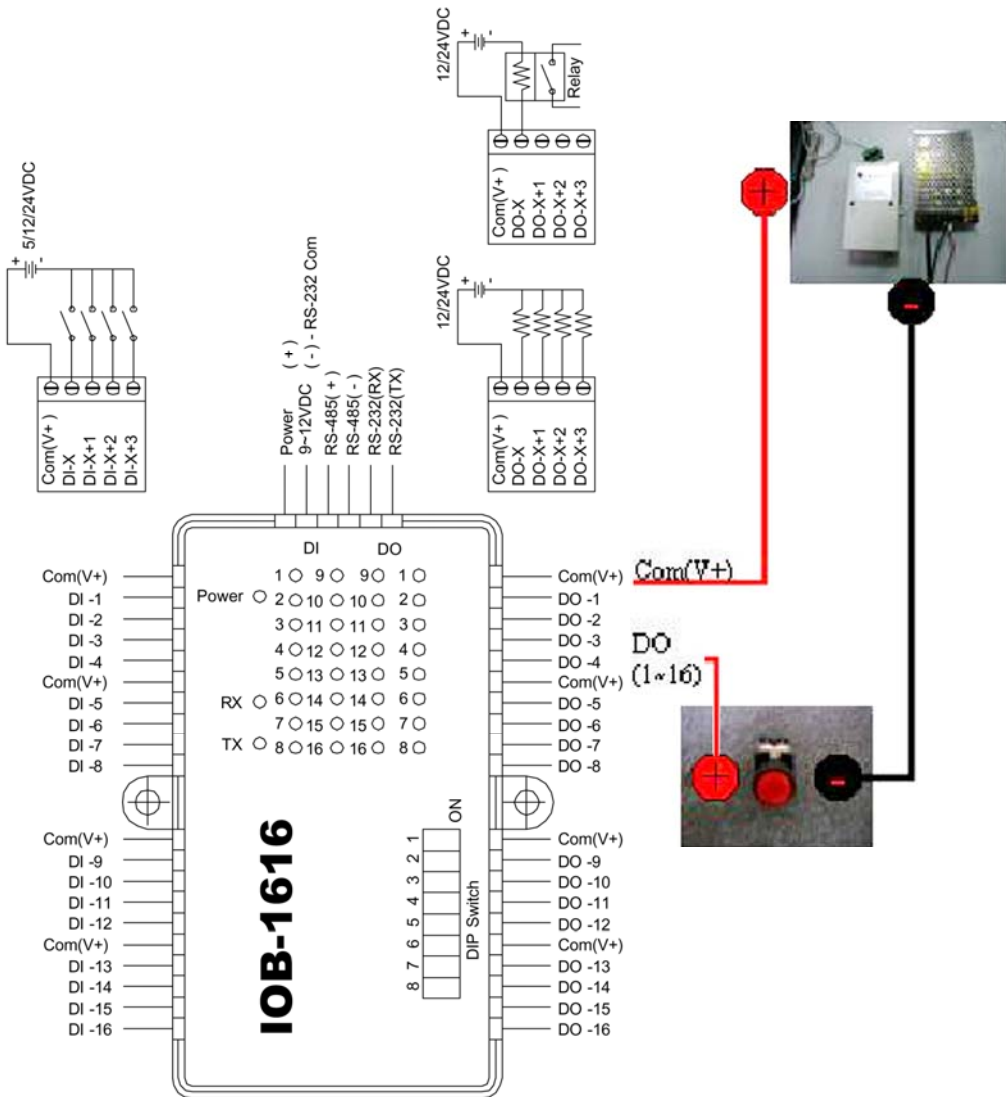 12/24VDC
+ -
Relay
Com(V+)
DO-X
DO-X+1
DO-X+2
DO-X+3
5/12/24VDC
+ -
Com(V+)
DI-X
DI-X+1
DI-X+2
DI-X+3
12/24VDC
+ -
Com(V+)
DO-X
DO-X+1
DO-X+2
DO-X+3
Power (+)
9~12VDC (-) - RS-232 Com
RS-485(+)
RS-485(-)
RS-232(RX)
RS-232(TX)
Com(V+)
DI -1
DI -2
DI -3
DI -4
Com(V+)
DI -5
DI -6
DI -7
DI -8
Com(V+)
DI -9
DI -10
DI -11
DI -12
Com(V+)
DI -13
DI -14
DI -15
DI -16
DI DO
1 9 9 1
Power 2 10 10 2
3 11 11 3
4 12 12 4
5 13 13 5
RX 6 14 14 6
7 15 15 7
TX 8 16 16 8
IOB-1616
ON
1 2 3 4 5 6 7 8
DIP Switch
Com(V+)
DO -1
DO -2
DO -3
DO -4
Com(V+)
DO -5
DO -6
DO -7
DO -8
Com(V+)
DO -9
DO -10
DO -11
DO -12
Com(V+)
DO -13
DO -14
DO -15
DO -16
+
-
Com(V+)
DO
(1~16)
+
-